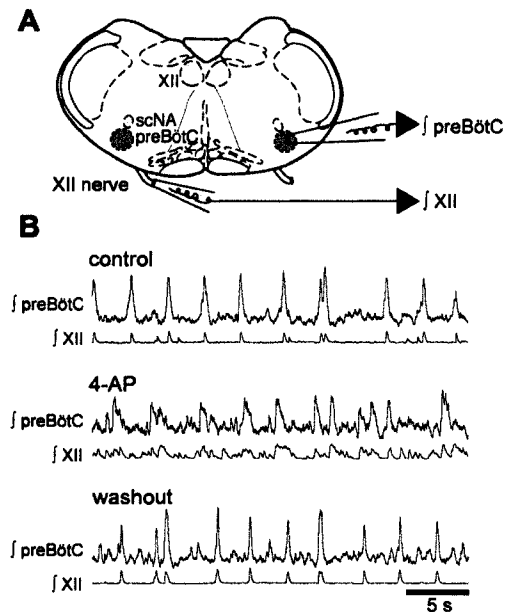 A
XII
scNA
preBötC
∫ preBötC
XII nerve
∫ XII
B
control
∫ preBötC
∫ XII
4-AP
∫ preBötC
∫ XII
washout
∫ preBötC
∫ XII
5 s